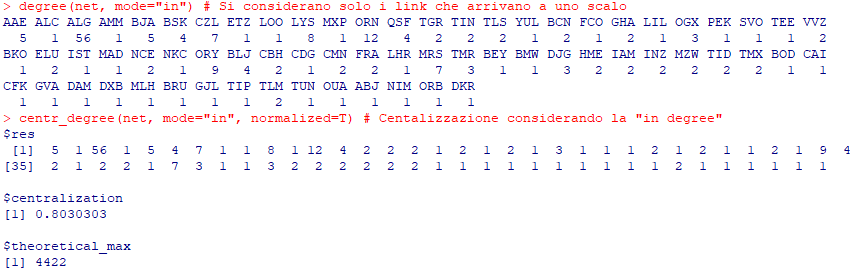 > degree(net, mode="in") # Si considerano solo i link che arrivano a uno scalo
AAE ALC ALG AMM BJA BSK CZL ETZ LOO LYS MXP ORN QSF TGR TIN TLS YUL BCN FCO GHA LIL OGX PEK SVO TEE VVZ
5 1 56 1 5 4 7 1 1 8 1 12 4 2 2 2 1 2 1 2 1 3 1 1 1 2
BKO ELU IST MAD NCE NKC ORY BLJ CBH CDG CMN FRA LHR MRS TMR BEY BMW DJG HME IAM INZ MZW TID TMX BOD CAI
1 2 1 1 2 1 9 4 2 1 2 2 1 7 3 1 1 3 2 2 2 2 2 2 1 1
CFK GVA DAM DXB MLH BRU GJL TIP TLM TUN OUA ABJ NIM ORB DKR
1 1 1 1 1 1 1 1 2 1 1 1 1 1 1
> centr_degree(net, mode="in", normalized=T) # Centalizzazione considerando la "in degree"
$res
[1] 5 1 56 1 5 4 7 1 1 8 1 12 4 2 2 2 1 2 1 2 1 3 1 1 1 2 1 2 1 1 2 1 9 4
[35] 2 1 2 2 1 7 3 1 1 3 2 2 2 2 2 2 1 1 1 1 1 1 1 1 1 1 2 1 1 1 1 1 1
$centralization
[1] 0.8030303
$theoretical_max
[1] 4422